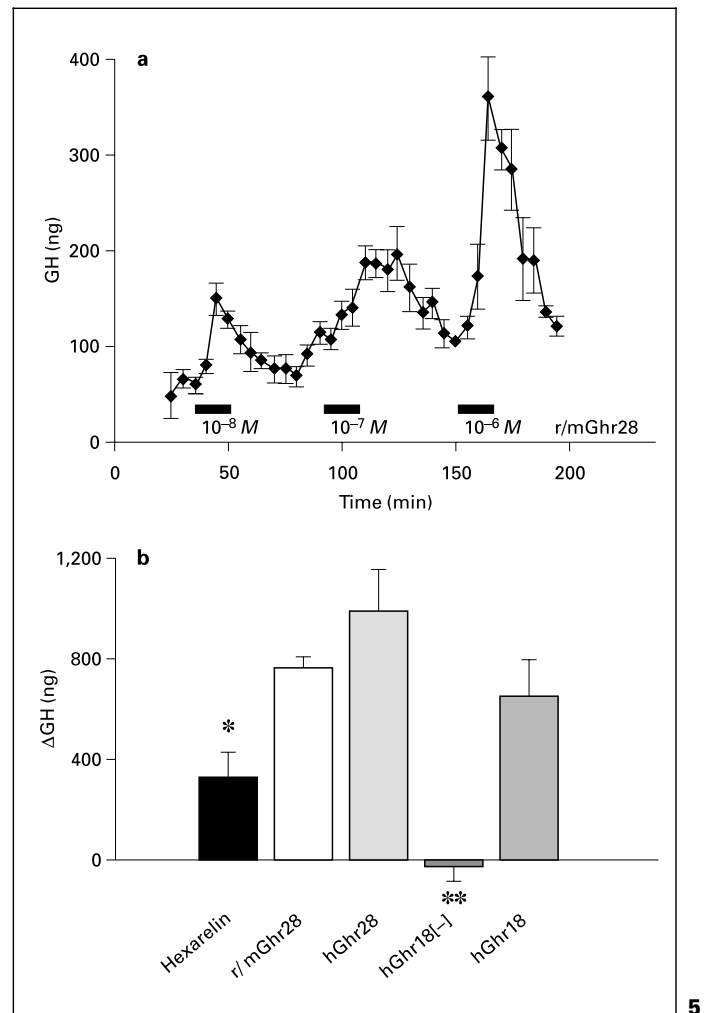 a
400
300
200
100
0
GH (ng)
10⁻⁸ M 10⁻⁷ M 10⁻⁶ M r/mGhr28
0 50 100 150 200
Time (min)
b
1,200
800
400
0
ΔGH (ng)
*
**
Hexarelin
r/mGhr28
hGhr28
hGhr18[–]
hGhr18
5